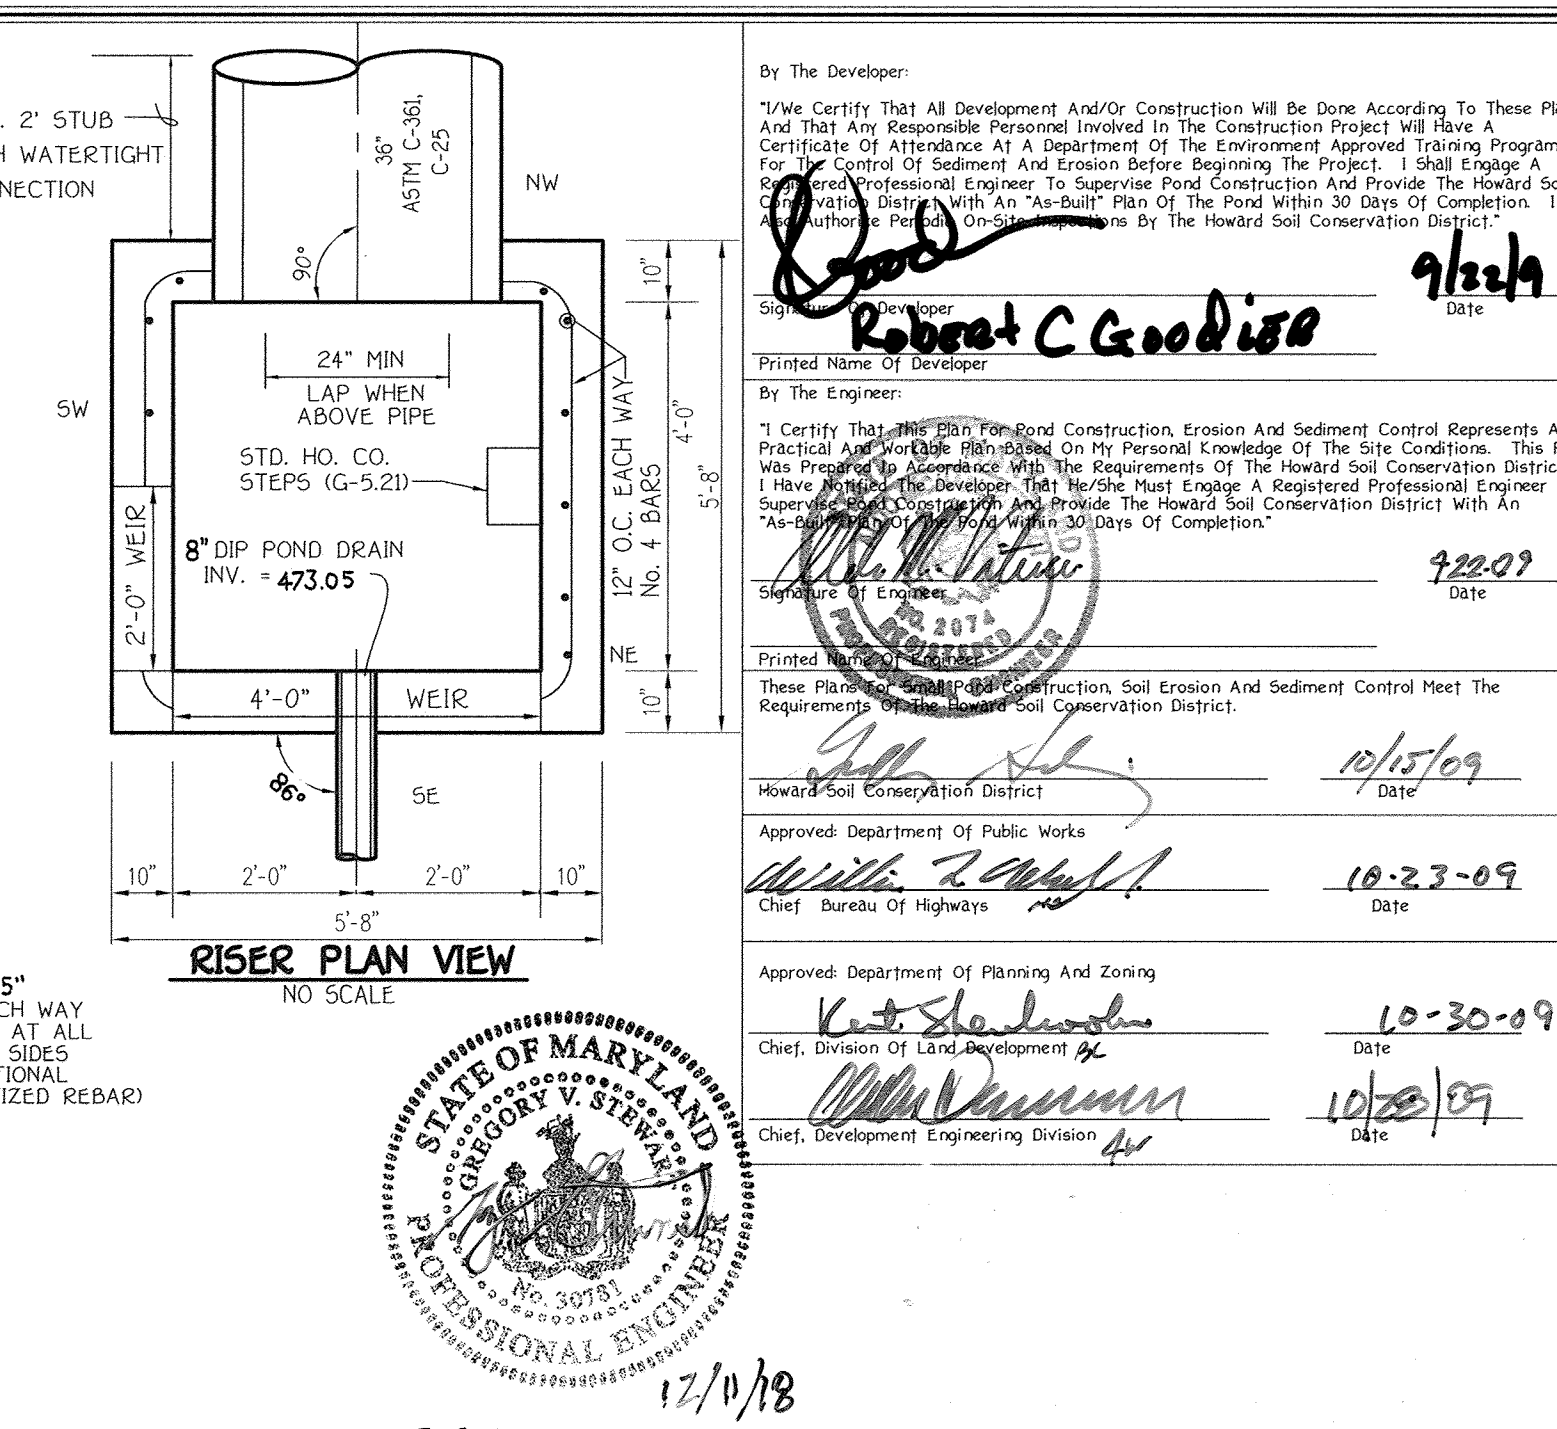 . 2' STUB
H WATERTIGHT
NECTION
36"
ASTM C-361,
C-25
NW
90°
10"
24" MIN
LAP WHEN
ABOVE PIPE
SW
STD. HO. CO.
STEPS (G-5.21)
12" O.C. EACH WAY
No. 4 BARS
4'-0"
5'-8"
2'-0" WEIR
8" DIP POND DRAIN
INV. = 473.05
NE
4'-0" WEIR
10"
86°
SE
10" 2'-0" 2'-0" 10"
5'-8"
RISER PLAN VIEW
NO SCALE
5"
CH WAY
AT ALL
SIDES
TIONAL
IZED REBAR)
STATE OF MARYLAND
GREGORY V. STEWART
No. 30781
PROFESSIONAL ENGINEER
12/11/18
By The Developer:
"I/We Certify That All Development And/Or Construction Will Be Done According To These Pla
And That Any Responsible Personnel Involved In The Construction Project Will Have A
Certificate Of Attendance At A Department Of The Environment Approved Training Program
For The Control Of Sediment And Erosion Before Beginning The Project. I Shall Engage A
Registered Professional Engineer To Supervise Pond Construction And Provide The Howard So
Conservation District With An "As-Built" Plan Of The Pond Within 30 Days Of Completion. I
Also Authorize Periodic On-Site Inspections By The Howard Soil Conservation District."
9/22/9
Signature Of Developer Date
Robert C Goodier
Printed Name Of Developer
By The Engineer:
"I Certify That This Plan For Pond Construction, Erosion And Sediment Control Represents A
Practical And Workable Plan Based On My Personal Knowledge Of The Site Conditions. This P
Was Prepared In Accordance With The Requirements Of The Howard Soil Conservation Distric
I Have Notified The Developer That He/She Must Engage A Registered Professional Engineer
Supervise Pond Construction And Provide The Howard Soil Conservation District With An
"As-Built" Plan Of The Pond Within 30 Days Of Completion."
9-22-09
Signature Of Engineer Date
NO. 2074
REGISTERED
PROFESSIONAL ENGINEER
Printed Name Of Engineer
These Plans For Small Pond Construction, Soil Erosion And Sediment Control Meet The
Requirements Of The Howard Soil Conservation District.
10/15/09
Howard Soil Conservation District Date
Approved: Department Of Public Works
10-23-09
Chief Bureau Of Highways Date
Approved: Department Of Planning And Zoning
10-30-09
Chief, Division Of Land Development Date
10/28/09
Chief, Development Engineering Division Date